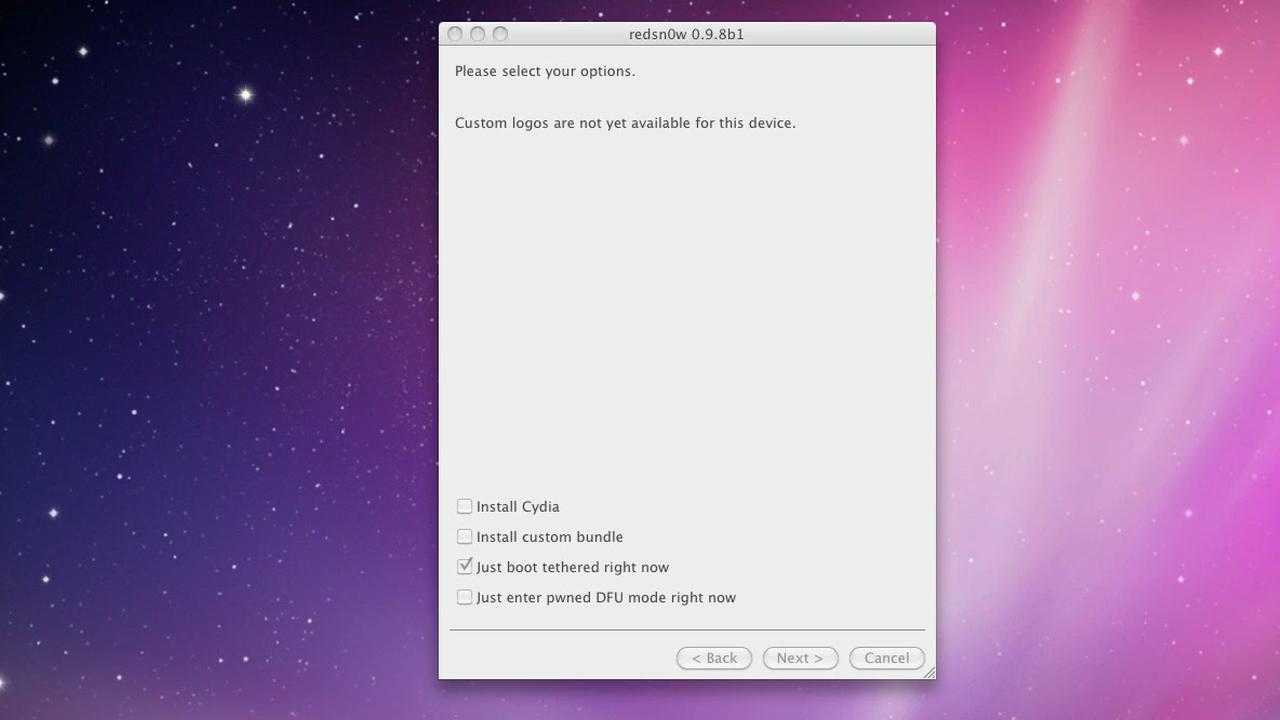 redsn0w 0.9.8b1
Please select your options.
Custom logos are not yet available for this device.
Install Cydia
Install custom bundle
Just boot tethered right now
Just enter pwned DFU mode right now
< Back Next > Cancel